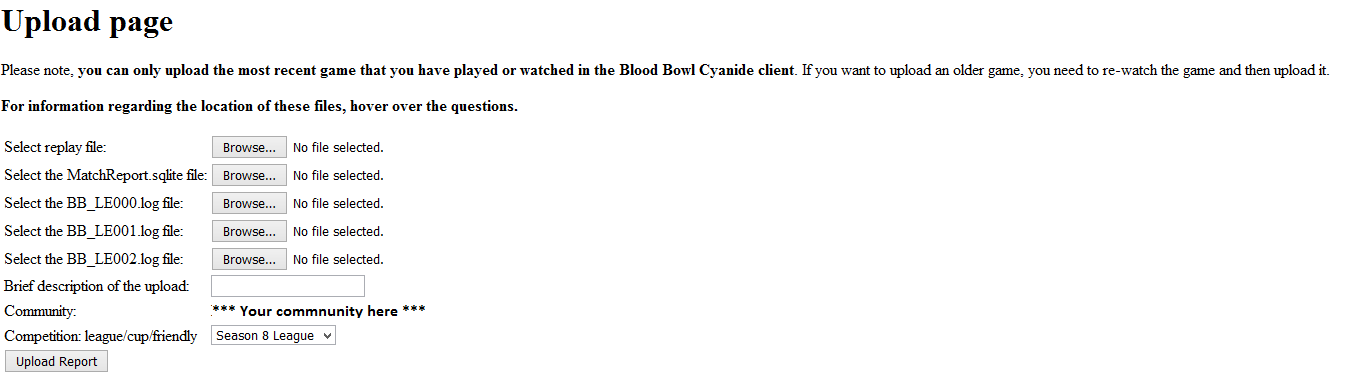 Upload page
Please note, you can only upload the most recent game that you have played or watched in the Blood Bowl Cyanide client. If you want to upload an older game, you need to re-watch the game and then upload it.
For information regarding the location of these files, hover over the questions.
Select replay file: Browse... No file selected.
Select the MatchReport.sqlite file: Browse... No file selected.
Select the BB_LE000.log file: Browse... No file selected.
Select the BB_LE001.log file: Browse... No file selected.
Select the BB_LE002.log file: Browse... No file selected.
Brief description of the upload:
Community: *** Your commnunity here ***
Competition: league/cup/friendly Season 8 League
Upload Report